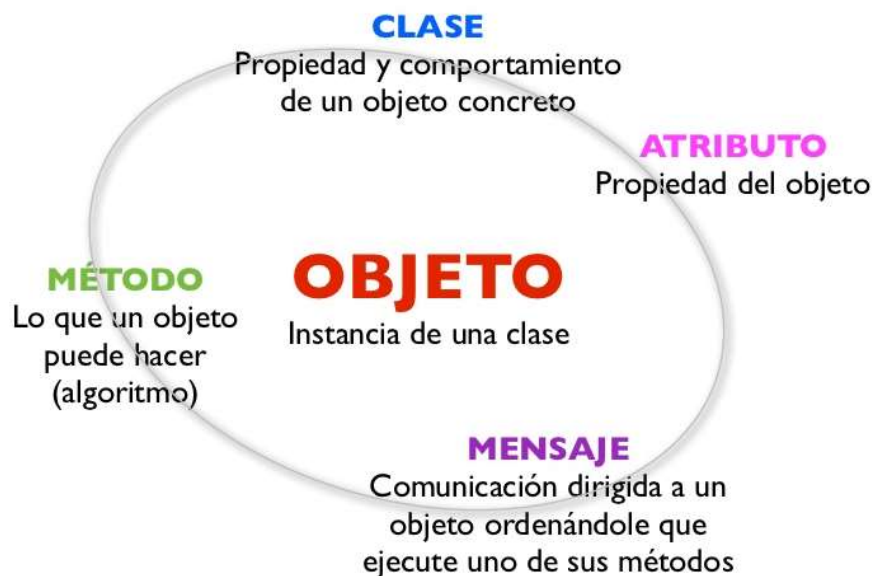 CLASE
Propiedad y comportamiento
de un objeto concreto
ATRIBUTO
Propiedad del objeto
MÉTODO
Lo que un objeto
puede hacer
(algoritmo)
OBJETO
Instancia de una clase
MENSAJE
Comunicación dirigida a un
objeto ordenándole que
ejecute uno de sus métodos